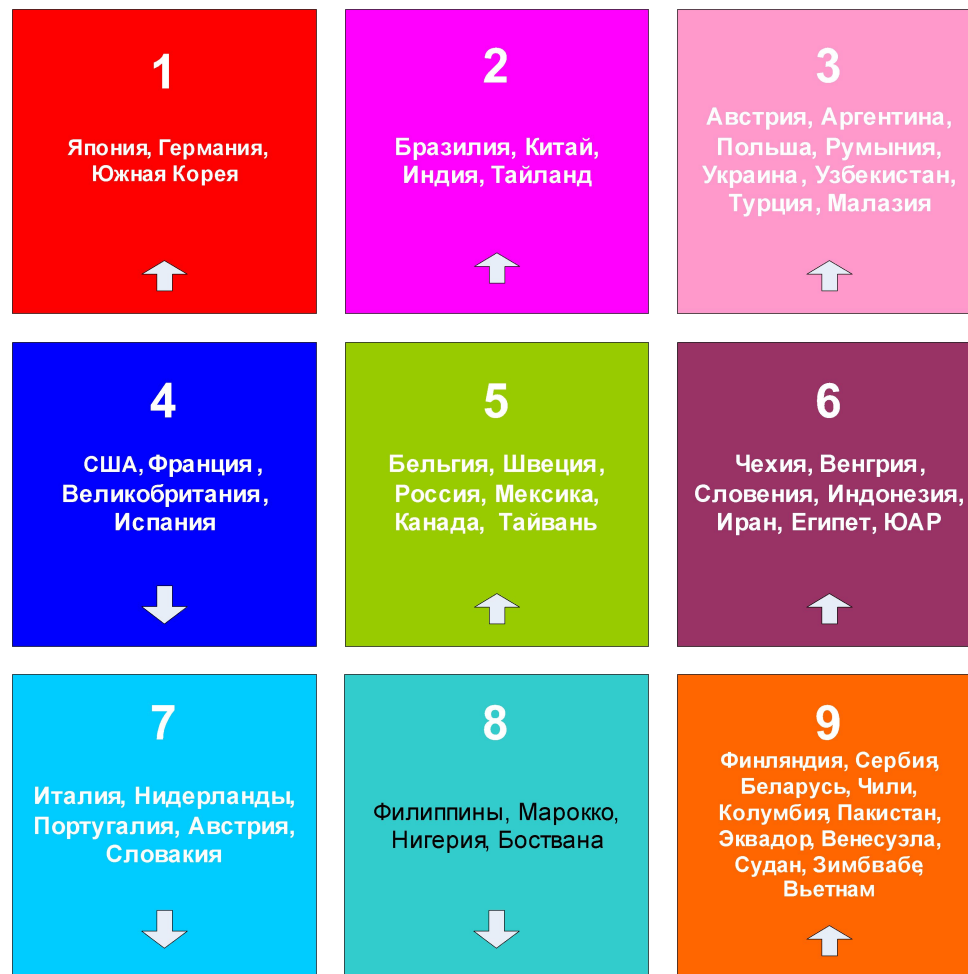 1
Япония, Германия,
Южная Корея
2
Бразилия, Китай,
Индия, Тайланд
3
Австрия, Аргентина,
Польша, Румыния,
Украина, Узбекистан,
Турция, Малазия
4
США, Франция,
Великобритания,
Испания
5
Бельгия, Швеция,
Россия, Мексика,
Канада, Тайвань
6
Чехия, Венгрия,
Словения, Индонезия,
Иран, Египет, ЮАР
7
Италия, Нидерланды,
Португалия, Австрия,
Словакия
8
Филиппины, Марокко,
Нигерия, Боствана
9
Финляндия, Сербия,
Беларусь, Чили,
Колумбия, Пакистан,
Эквадор, Венесуэла,
Судан, Зимбвабе,
Вьетнам